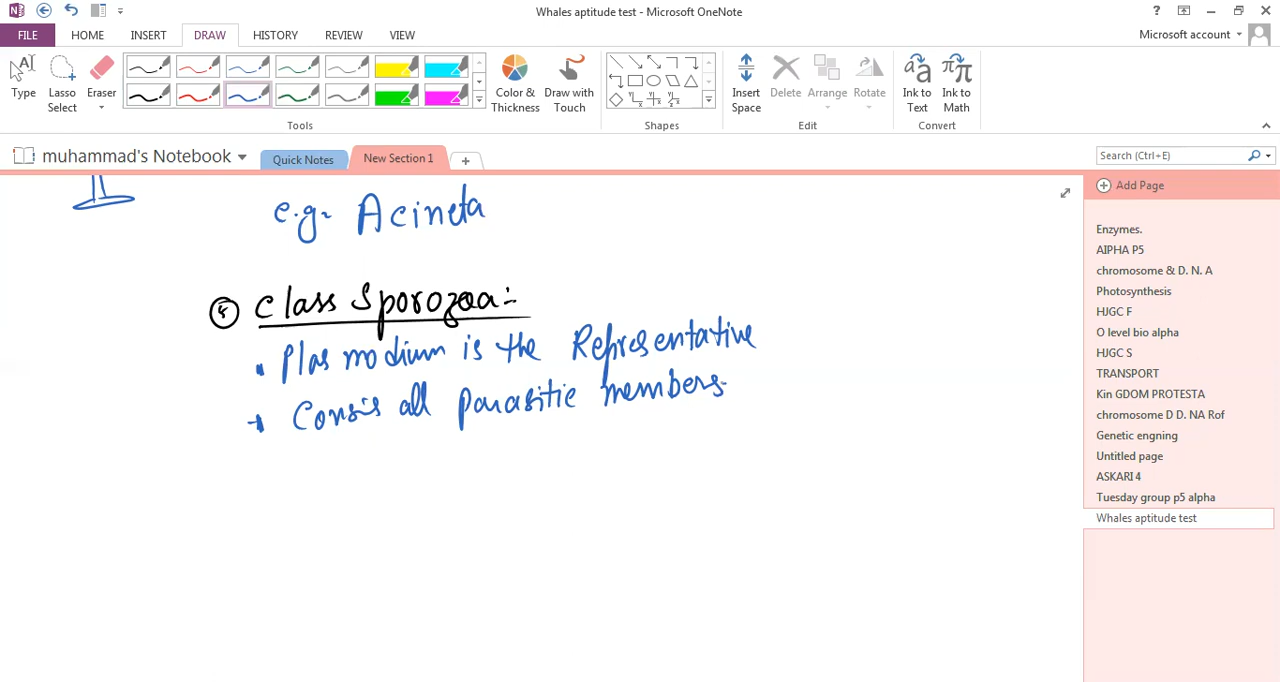 Whales aptitude test - Microsoft OneNote
FILE HOME INSERT DRAW HISTORY REVIEW VIEW
Microsoft account
Type Lasso Select Eraser
Color & Thickness Draw with Touch
Insert Space Delete Arrange Rotate
Ink to Text Ink to Math
Tools Shapes Edit Convert
muhammad's Notebook Quick Notes New Section 1
Search (Ctrl+E)
Add Page
e.g:- Acineta
⑤ Class Sporozoa:-
Plasmodium is the Representative
Consis all parasitic members
Enzymes.
AIPHA P5
chromosome & D. N. A
Photosynthesis
HJGC F
O level bio alpha
HJGC S
TRANSPORT
Kin GDOM PROTESTA
chromosome D D. NA Rof
Genetic engning
Untitled page
ASKARI 4
Tuesday group p5 alpha
Whales aptitude test